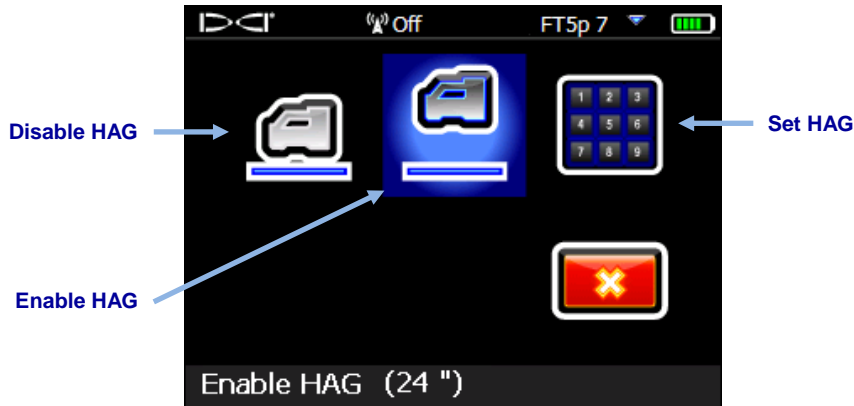 DCI
Off
FT5p 7
1 2 3
4 5 6
7 8 9
Disable HAG
Set HAG
Enable HAG
Enable HAG (24 ")